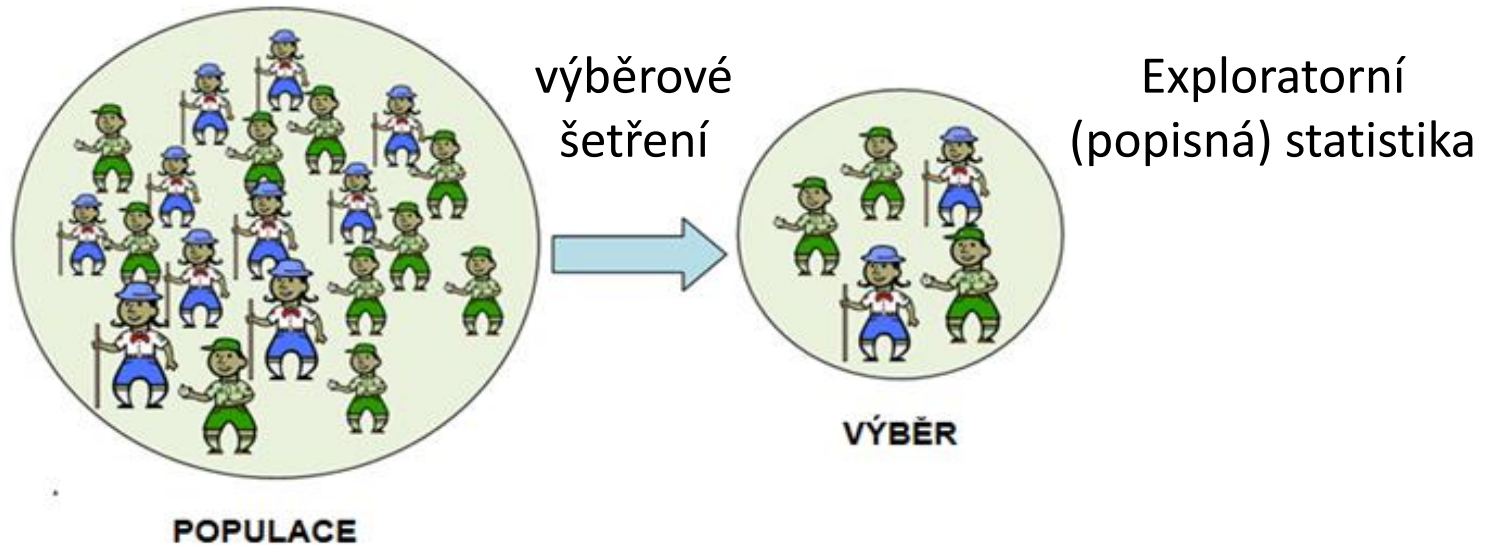 výběrové
šetření
Exploratorní
(popisná) statistika
VÝBĚR
POPULACE